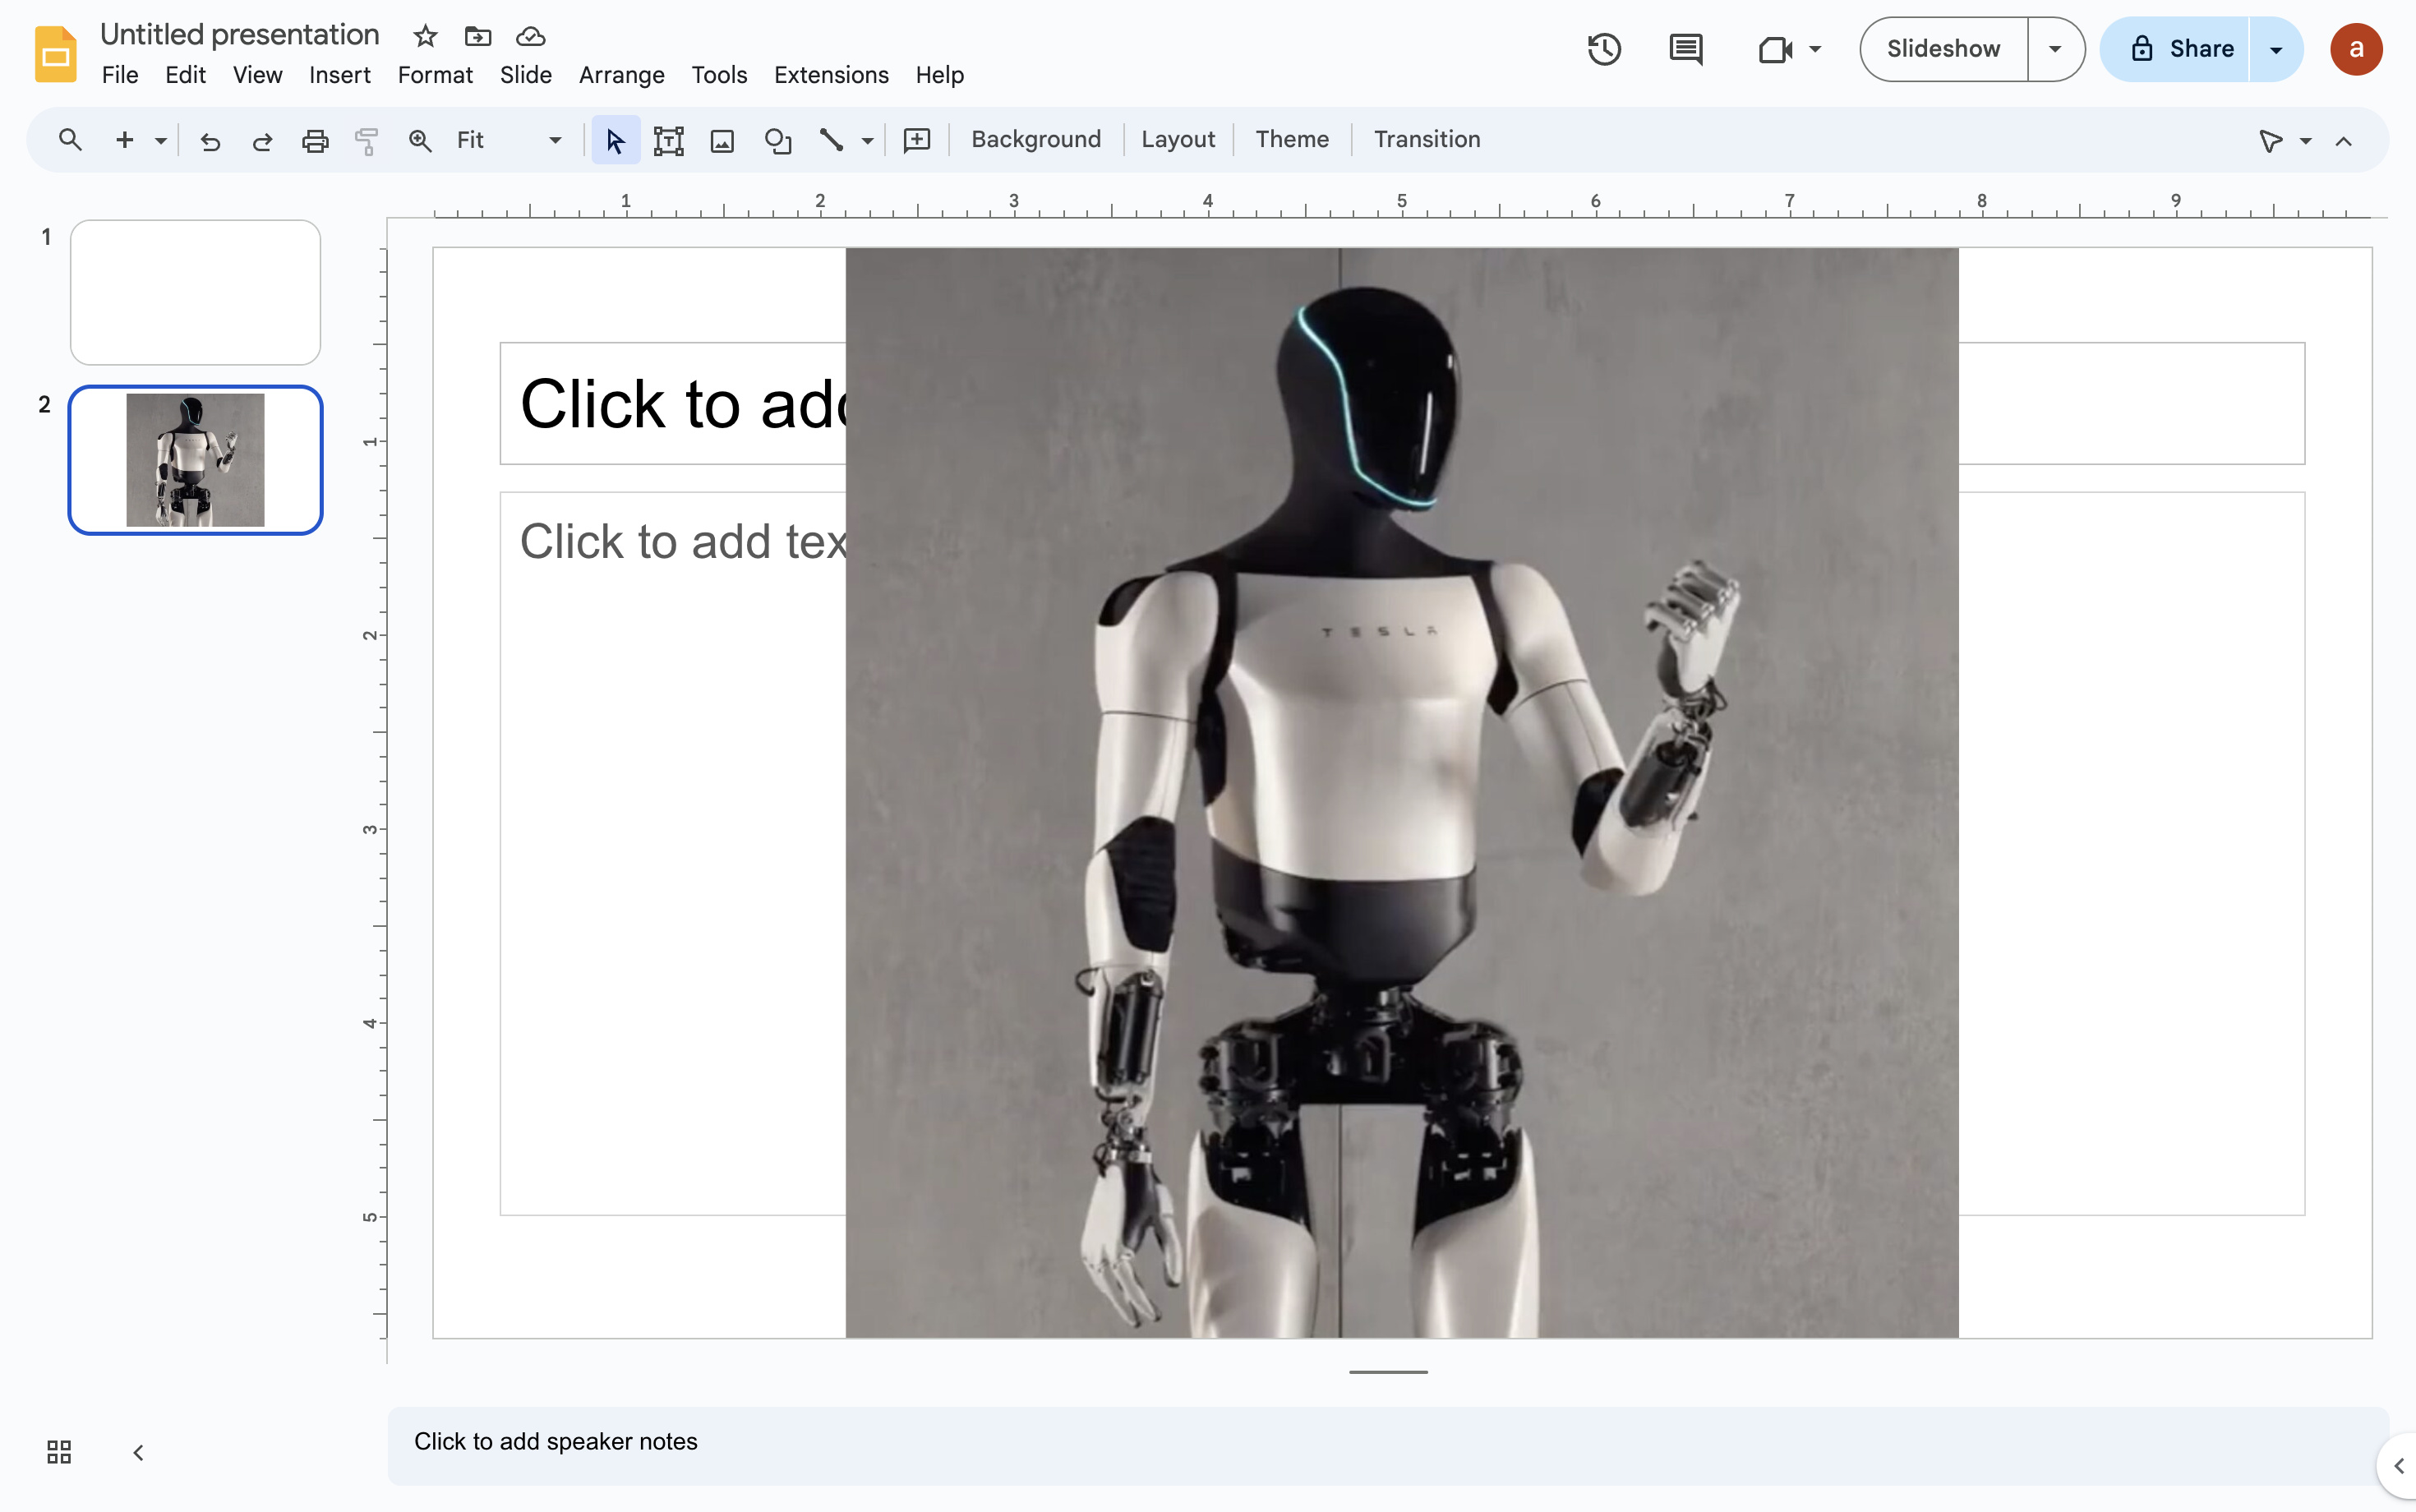 Untitled presentation
File Edit View Insert Format Slide Arrange Tools Extensions Help
Slideshow
Share
a
Fit
Background Layout Theme Transition
1 2 3 4 5 6 7 8 9
1
2
1
2
3
4
5
Click to add
Click to add tex
TESLA
Click to add speaker notes